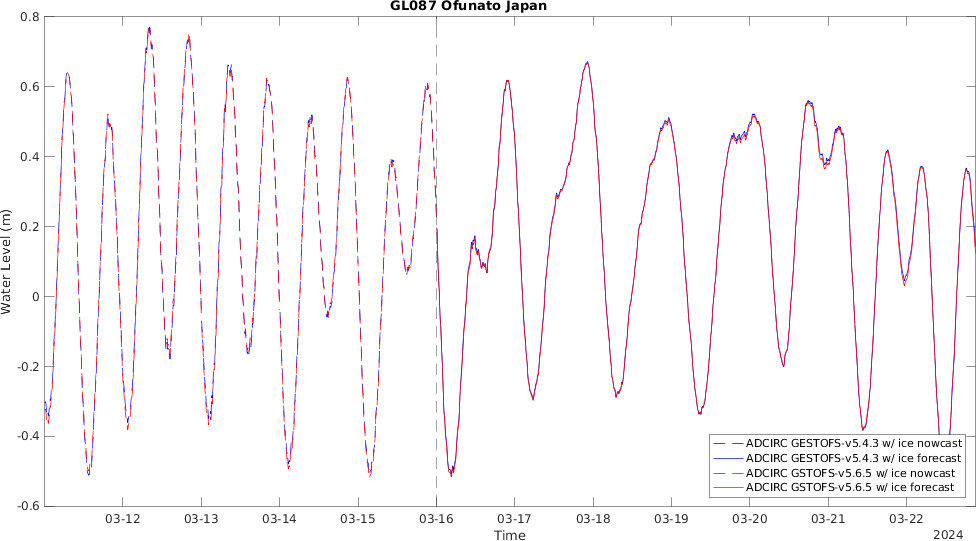 GL087 Ofunato Japan
Water Level (m)
0.8
0.6
0.4
0.2
0
-0.2
-0.4
-0.6
ADCIRC GESTOFS-v5.4.3 w/ ice nowcast
ADCIRC GESTOFS-v5.4.3 w/ ice forecast
ADCIRC GSTOFS-v5.6.5 w/ ice nowcast
ADCIRC GSTOFS-v5.6.5 w/ ice forecast
03-12 03-13 03-14 03-15 03-16 03-17 03-18 03-19 03-20 03-21 03-22
Time
2024